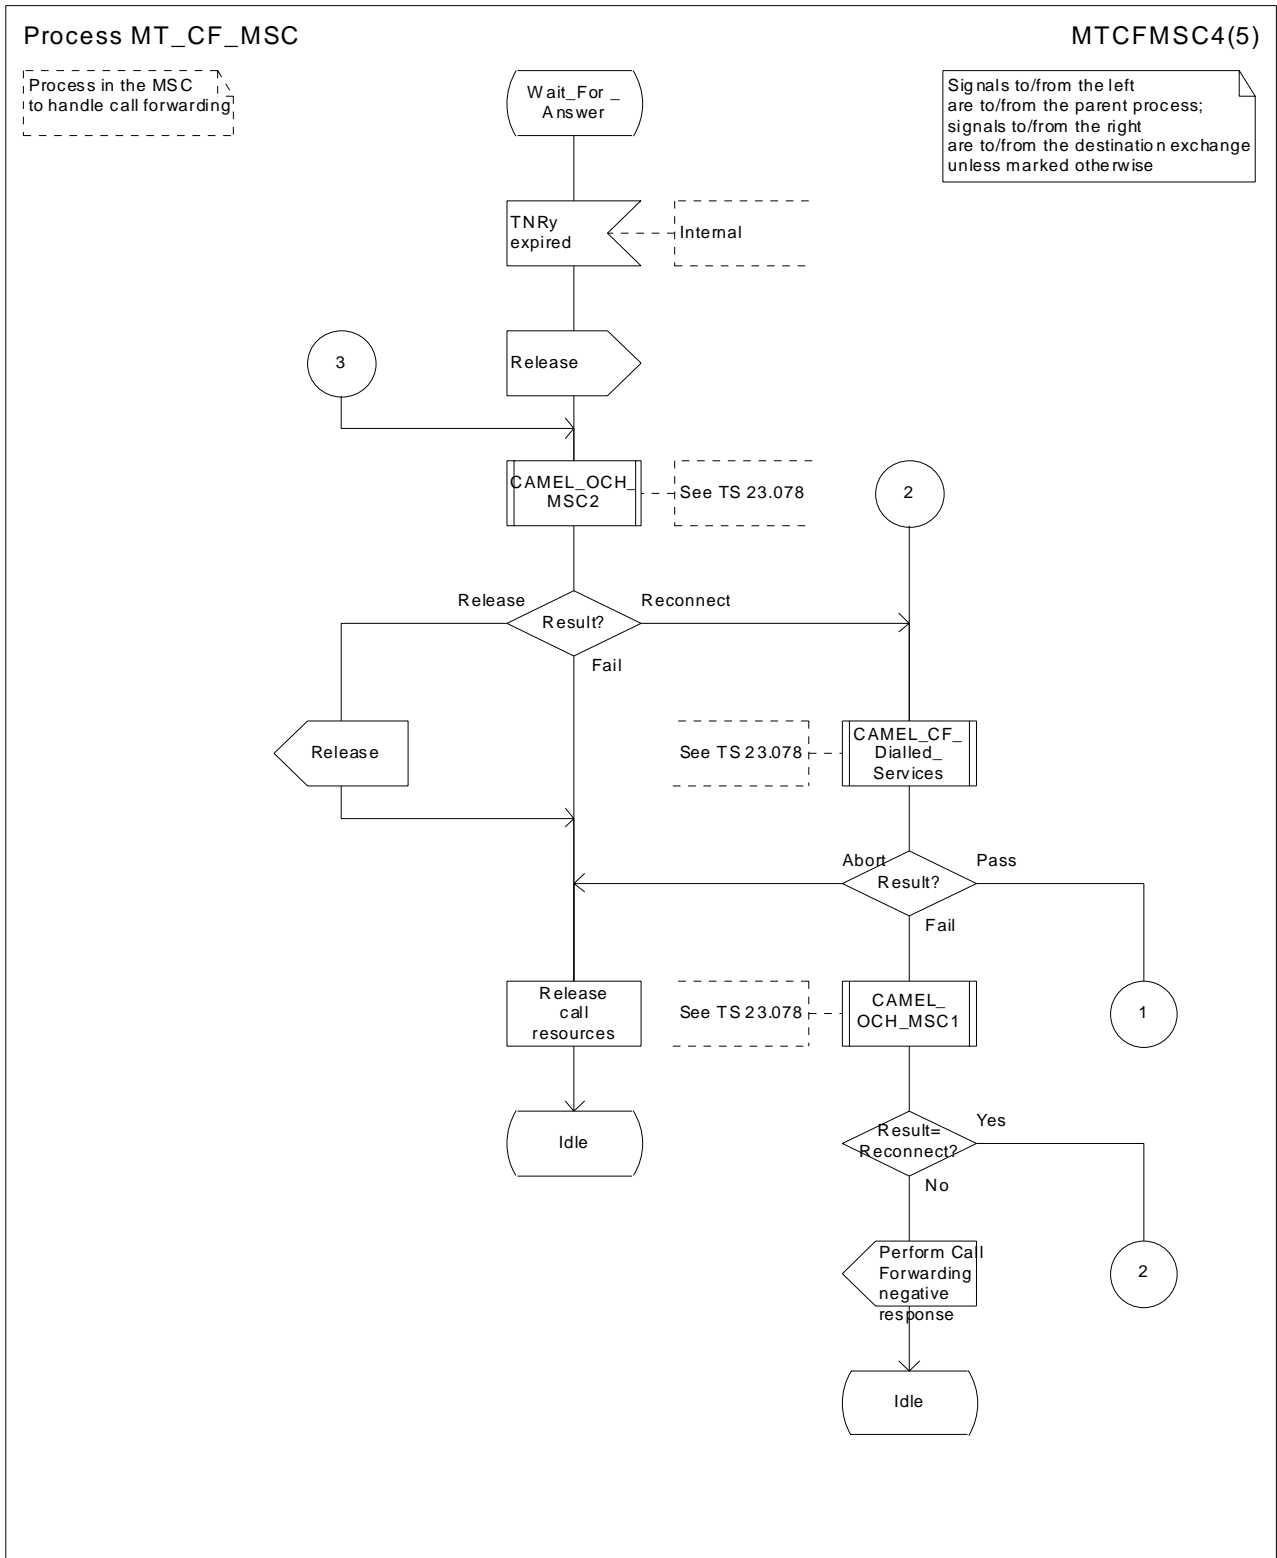 Process MT_CF_MSC
MTCFMSC4(5)
Process in the MSC
to handle call forwarding
Wait_For_
Answer
Signals to/from the left
are to/from the parent process;
signals to/from the right
are to/from the destination exchange
unless marked otherwise
TNRy
expired
Internal
3
Release
CAMEL_OCH_
MSC2
See TS 23.078
2
Release
Result?
Reconnect
Fail
Release
See TS 23.078
CAMEL_CF_
Dialled_
Services
Abort
Result?
Pass
Fail
Release
call
resources
See TS 23.078
CAMEL_
OCH_MSC1
1
Idle
Result=
Reconnect?
Yes
No
Perform Call
Forwarding
negative
response
2
Idle